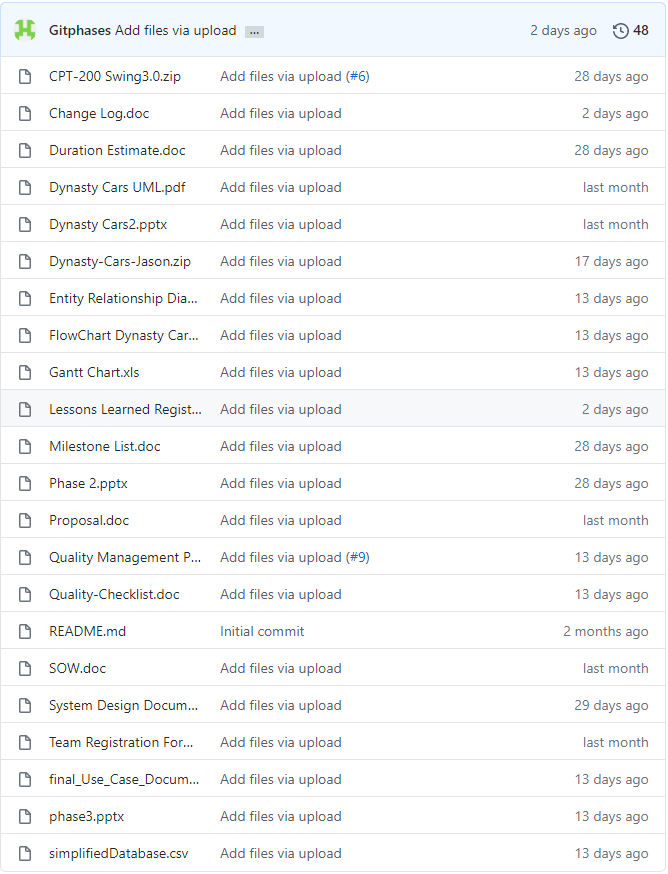 Gitphases Add files via upload ... 2 days ago 48
CPT-200 Swing3.0.zip Add files via upload (#6) 28 days ago
Change Log.doc Add files via upload 2 days ago
Duration Estimate.doc Add files via upload 28 days ago
Dynasty Cars UML.pdf Add files via upload last month
Dynasty Cars2.pptx Add files via upload last month
Dynasty-Cars-Jason.zip Add files via upload 17 days ago
Entity Relationship Dia... Add files via upload 13 days ago
FlowChart Dynasty Car... Add files via upload 13 days ago
Gantt Chart.xls Add files via upload 13 days ago
Lessons Learned Regist... Add files via upload 2 days ago
Milestone List.doc Add files via upload 28 days ago
Phase 2.pptx Add files via upload 28 days ago
Proposal.doc Add files via upload last month
Quality Management P... Add files via upload (#9) 13 days ago
Quality-Checklist.doc Add files via upload 13 days ago
README.md Initial commit 2 months ago
SOW.doc Add files via upload last month
System Design Docum... Add files via upload 29 days ago
Team Registration For... Add files via upload last month
final_Use_Case_Docum... Add files via upload 13 days ago
phase3.pptx Add files via upload 13 days ago
simplifiedDatabase.csv Add files via upload 13 days ago